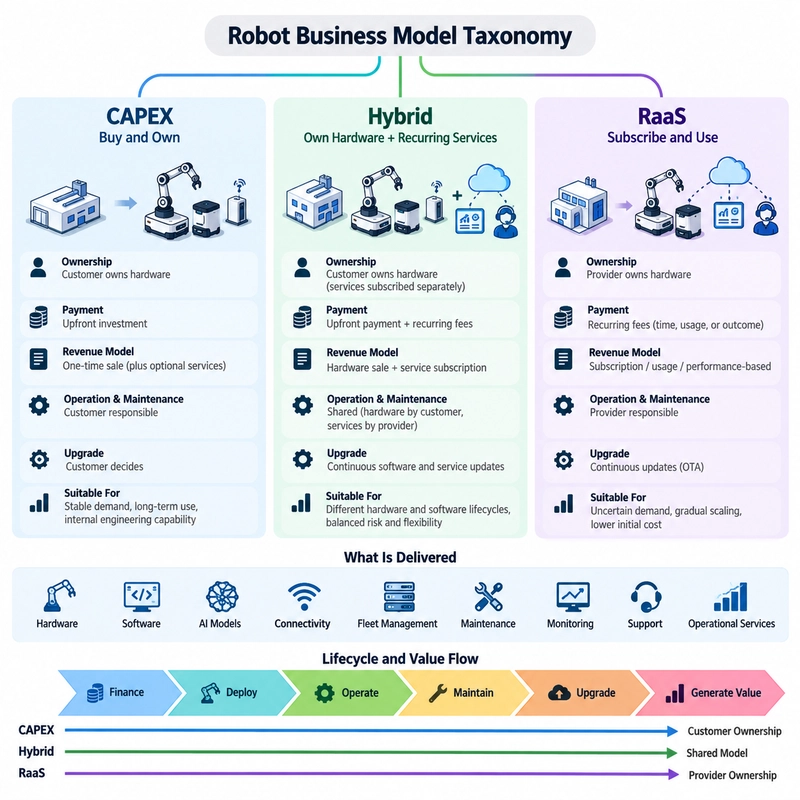 Robot Business Model Taxonomy
CAPEX
Buy and Own
Ownership
Customer owns hardware
Payment
Upfront investment
Revenue Model
One-time sale (plus optional services)
Operation & Maintenance
Customer responsible
Upgrade
Customer decides
Suitable For
Stable demand, long-term use,
internal engineering capability
Hybrid
Own Hardware + Recurring Services
+
Ownership
Customer owns hardware
(services subscribed separately)
Payment
Upfront payment + recurring fees
Revenue Model
Hardware sale + service subscription
Operation & Maintenance
Shared (hardware by customer,
services by provider)
Upgrade
Continuous software and service updates
Suitable For
Different hardware and software lifecycles,
balanced risk and flexibility
RaaS
Subscribe and Use
Ownership
Provider owns hardware
Payment
Recurring fees (time, usage, or outcome)
Revenue Model
Subscription / usage / performance-based
Operation & Maintenance
Provider responsible
Upgrade
Continuous updates (OTA)
Suitable For
Uncertain demand, gradual scaling,
lower initial cost
What Is Delivered
Hardware
</>
Software
AI Models
Connectivity
Fleet Management
Maintenance
Monitoring
Support
Operational Services
Lifecycle and Value Flow
Finance
Deploy
Operate
Maintain
Upgrade
Generate Value
CAPEX
Customer Ownership
Hybrid
Shared Model
RaaS
Provider Ownership